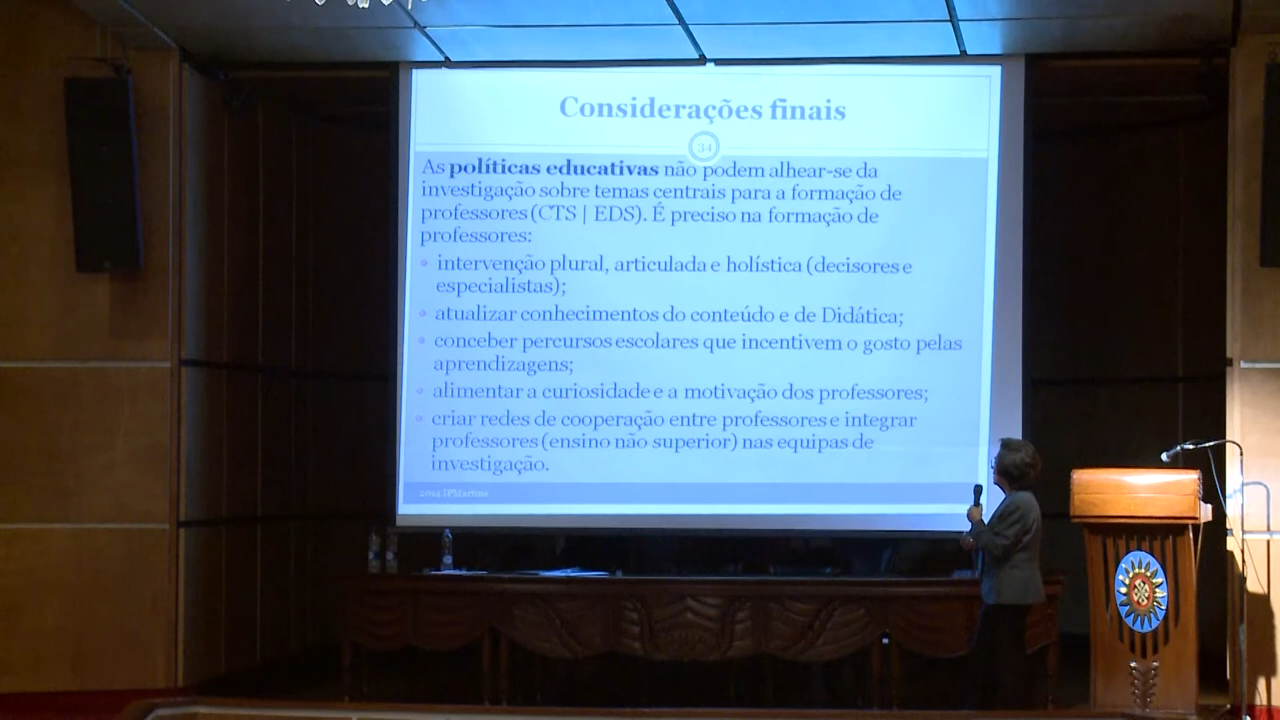 Considerações finais
34
As políticas educativas não podem alhear-se da
investigação sobre temas centrais para a formação de
professores (CTS | EDS). É preciso na formação de
professores:
• intervenção plural, articulada e holística (decisores e
especialistas);
• atualizar conhecimentos do conteúdo e de Didática;
• conceber percursos escolares que incentivem o gosto pelas
aprendizagens;
• alimentar a curiosidade e a motivação dos professores;
• criar redes de cooperação entre professores e integrar
professores (ensino não superior) nas equipas de
investigação.
2014 IPMartins